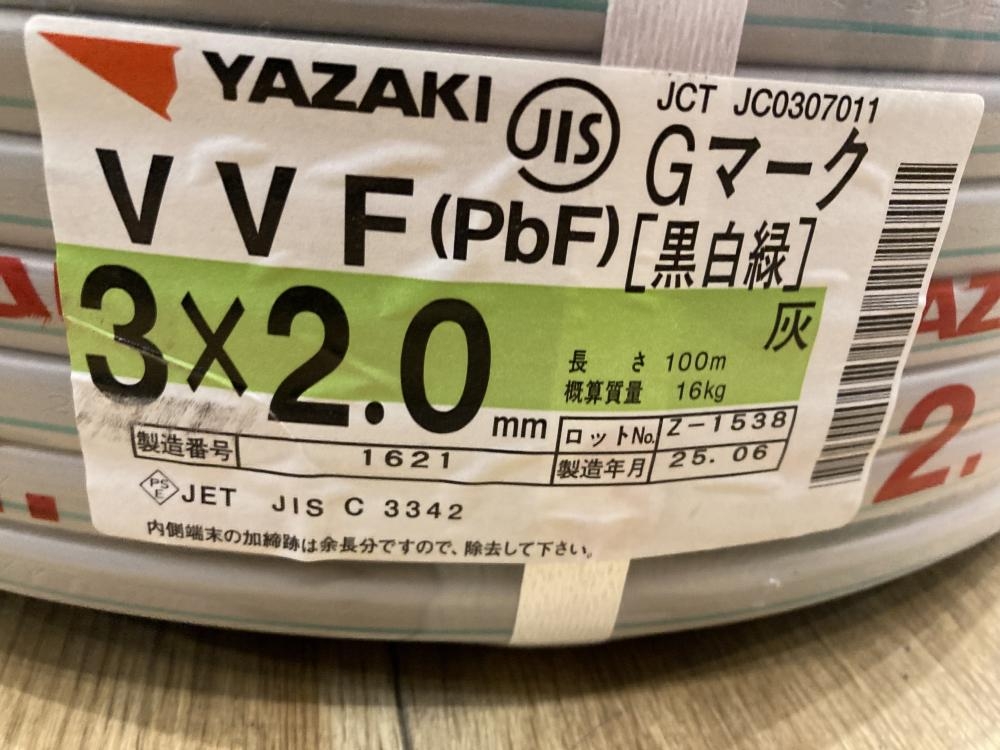 YAZAKI
JIS
JCT JC0307011
Gマーク
VVF(PbF)
[黒白緑]
3×2.0mm
灰
長さ 100m
概算質量 16kg
製造番号 1621
ロットNo. Z-1538
製造年月 25.06
PSE JET JIS C 3342
内側端末の加締跡は余長分ですので、除去して下さい。
AZ
2.